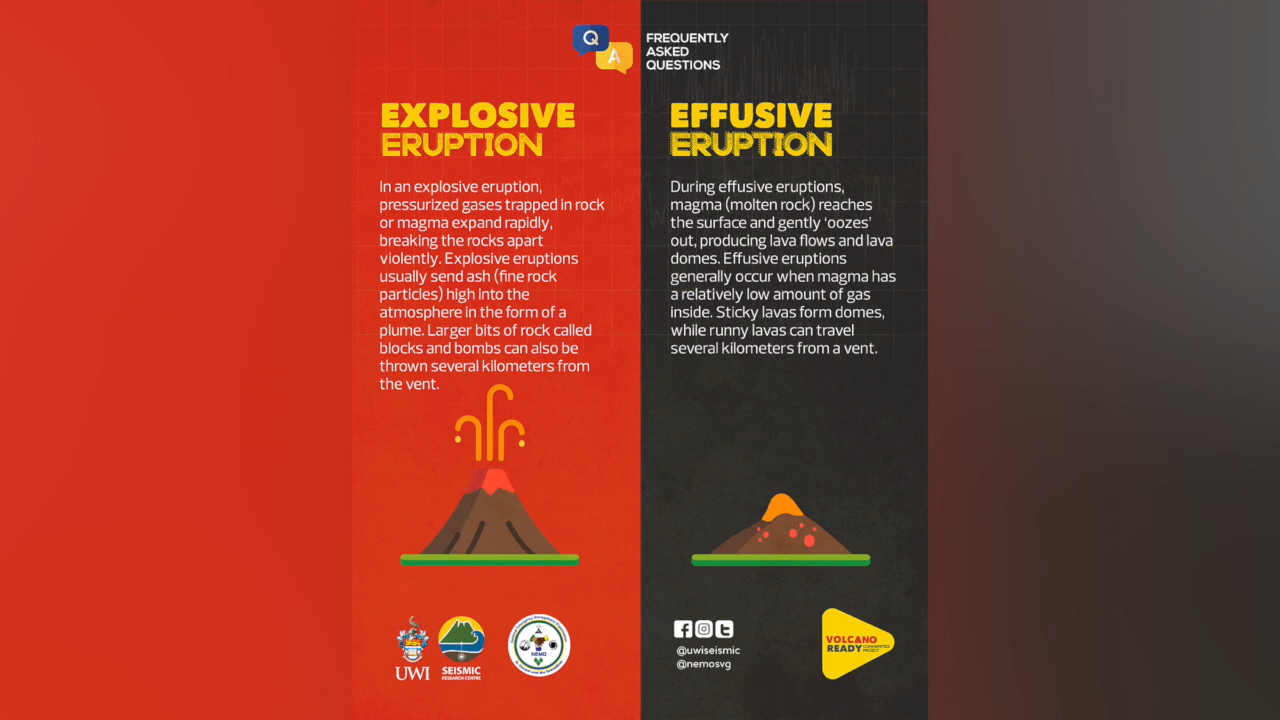 Q
A
FREQUENTLY
ASKED
QUESTIONS
EXPLOSIVE
ERUPTION
In an explosive eruption,
pressurized gases trapped in rock
or magma expand rapidly,
breaking the rocks apart
violently. Explosive eruptions
usually send ash (fine rock
particles) high into the
atmosphere in the form of a
plume. Larger bits of rock called
blocks and bombs can also be
thrown several kilometers from
the vent.
EFFUSIVE
ERUPTION
During effusive eruptions,
magma (molten rock) reaches
the surface and gently ‘oozes’
out, producing lava flows and lava
domes. Effusive eruptions
generally occur when magma has
a relatively low amount of gas
inside. Sticky lavas form domes,
while runny lavas can travel
several kilometers from a vent.
UWI
SEISMIC
RESEARCH CENTRE
NEMO
@uwiseismic
@nemosvg
VOLCANO
READY COMMUNITIES
PROJECT